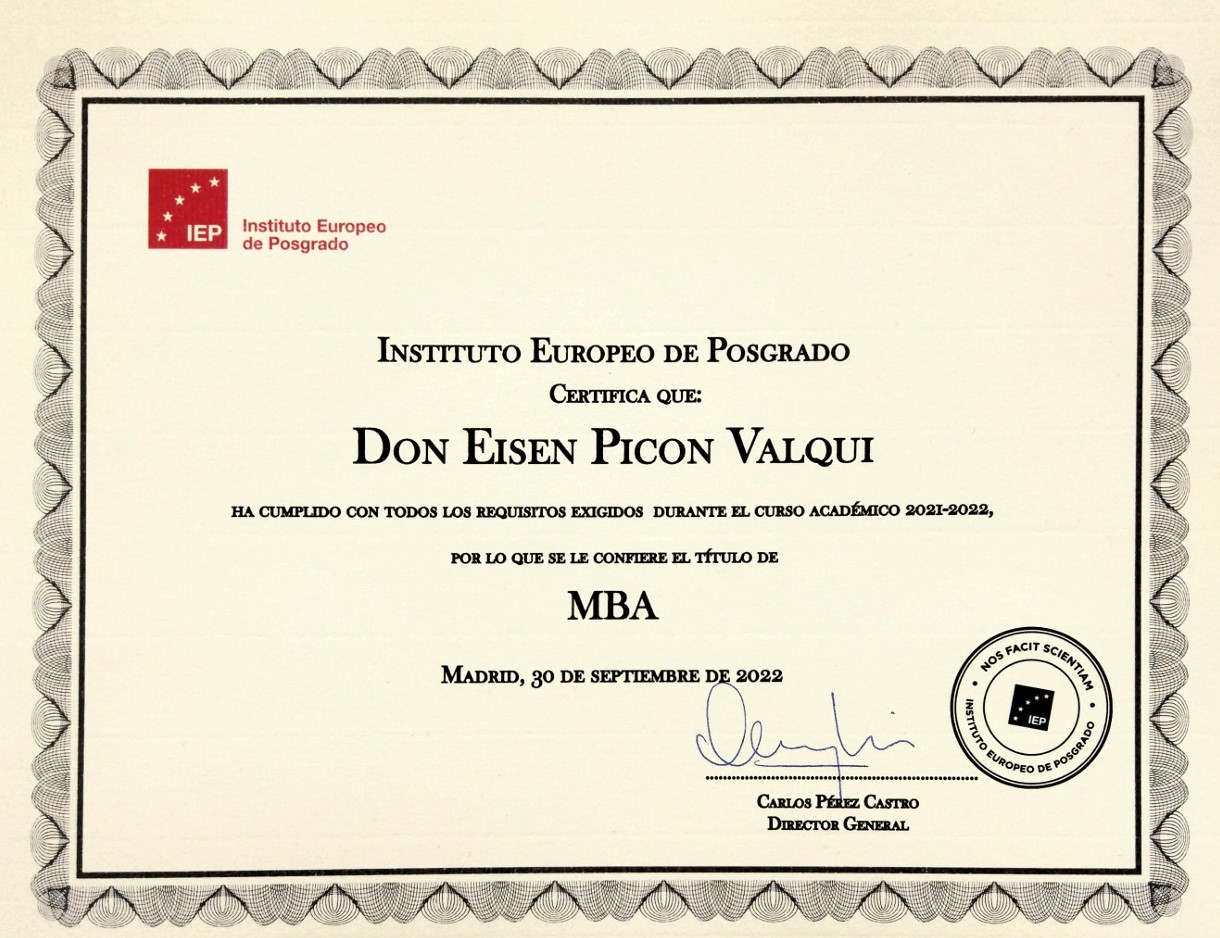 IEP
Instituto Europeo
de Posgrado
Instituto Europeo de Posgrado
Certifica que:
Don Eisen Picon Valqui
ha cumplido con todos los requisitos exigidos durante el curso académico 2021-2022,
por lo que se le confiere el título de
MBA
Madrid, 30 de septiembre de 2022
NOS FACIT SCIENTIAM
IEP
INSTITUTO EUROPEO DE POSGRADO
Carlos Pérez Castro
Director General